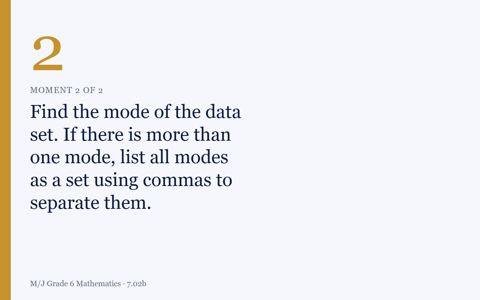 2
MOMENT 2 OF 2
Find the mode of the data
set. If there is more than
one mode, list all modes
as a set using commas to
separate them.
M/J Grade 6 Mathematics · 7.02b